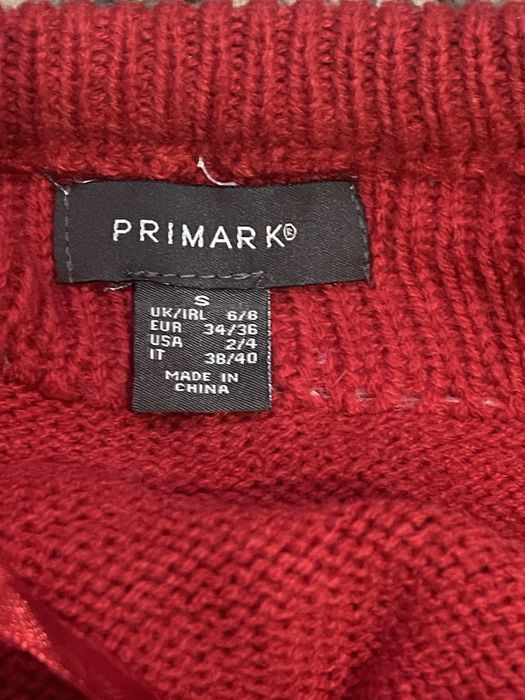 PRIMARK®
S
UK/IRL 6/8
EUR 34/36
USA 2/4
IT 38/40
MADE IN
CHINA